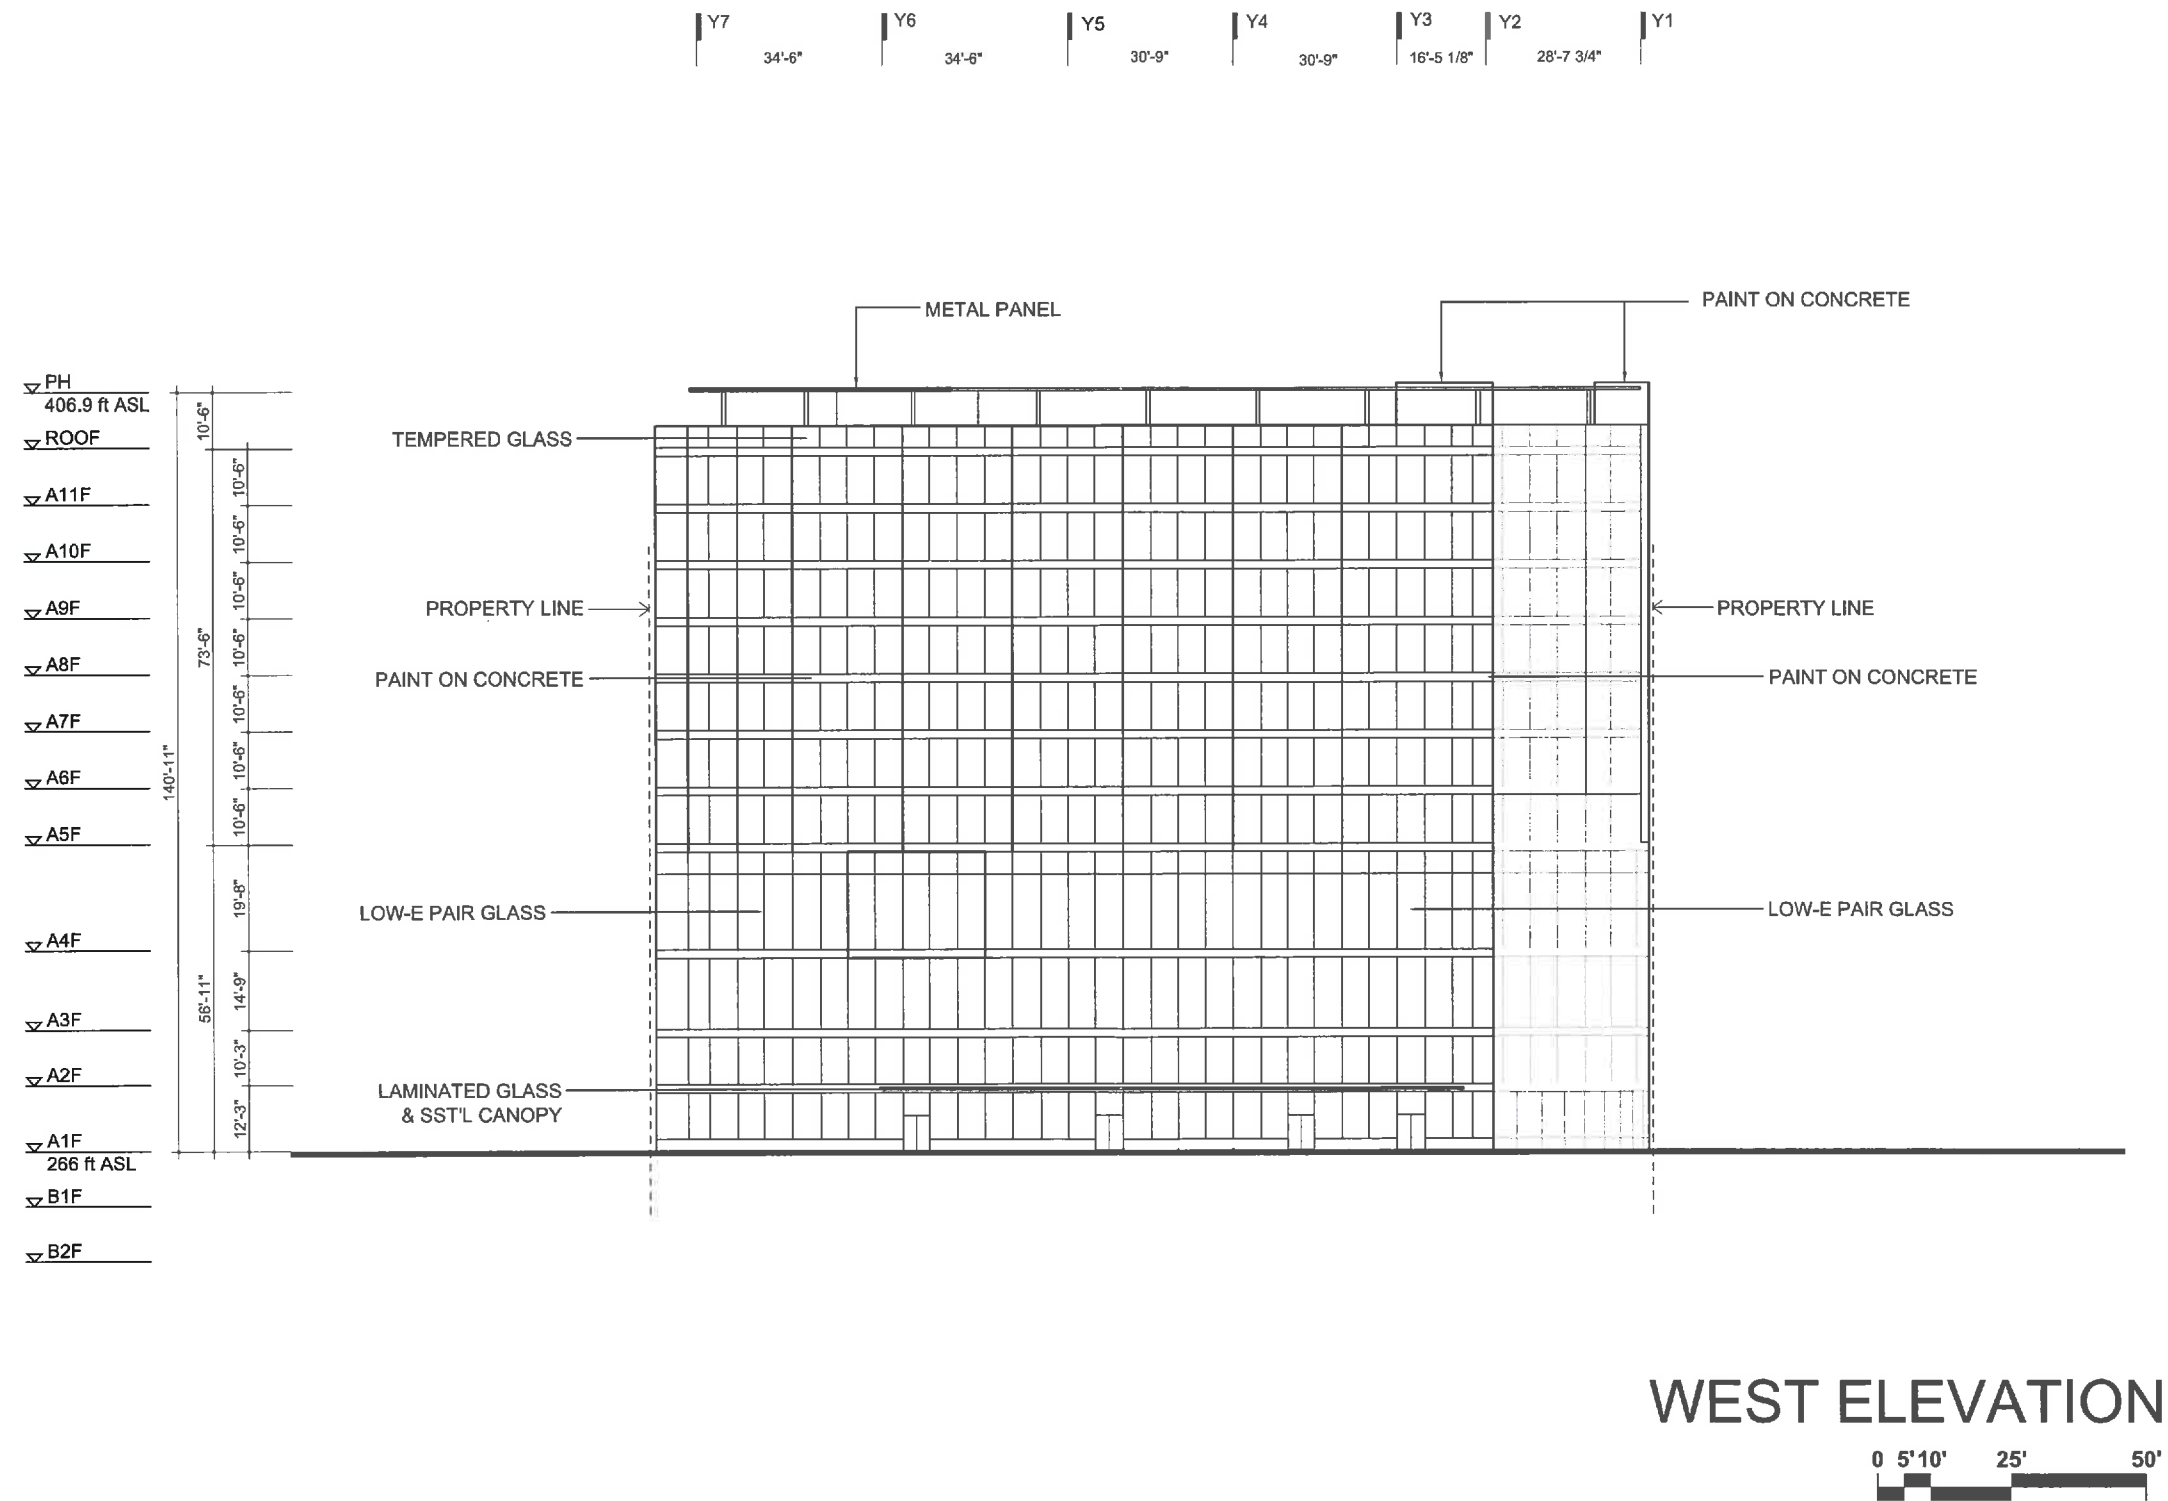 Y7 Y6 Y5 Y4 Y3 Y2 Y1
34'-6" 34'-6" 30'-9" 30'-9" 16'-5 1/8" 28'-7 3/4"
METAL PANEL
PAINT ON CONCRETE
PH
406.9 ft ASL
ROOF
A11F
A10F
A9F
A8F
A7F
A6F
A5F
A4F
A3F
A2F
A1F
266 ft ASL
B1F
B2F
140'-11"
10'-6"
73'-6"
56'-11"
10'-6"
10'-6"
10'-6"
10'-6"
10'-6"
10'-6"
10'-6"
19'-8"
14'-9"
10'-3"
12'-3"
TEMPERED GLASS
PROPERTY LINE
PAINT ON CONCRETE
LOW-E PAIR GLASS
LAMINATED GLASS
& SST'L CANOPY
PROPERTY LINE
PAINT ON CONCRETE
LOW-E PAIR GLASS
WEST ELEVATION
0 5' 10' 25' 50'